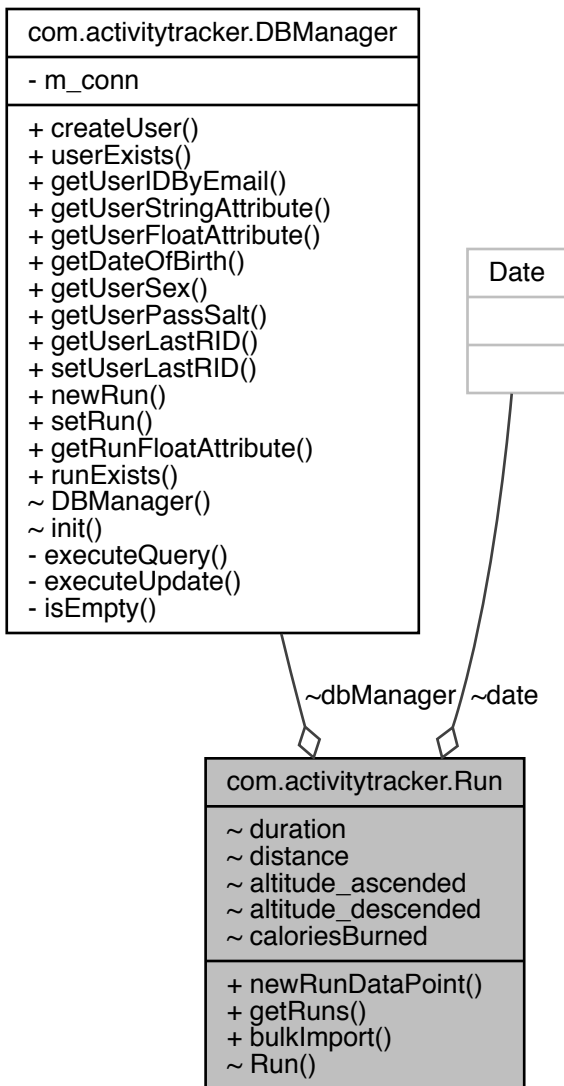 com.activitytracker.DBManager
- m_conn
+ createUser()
+ userExists()
+ getUserIDByEmail()
+ getUserStringAttribute()
+ getUserFloatAttribute()
+ getDateOfBirth()
+ getUserSex()
+ getUserPassSalt()
+ getUserLastRID()
+ setUserLastRID()
+ newRun()
+ setRun()
+ getRunFloatAttribute()
+ runExists()
~ DBManager()
~ init()
- executeQuery()
- executeUpdate()
- isEmpty()
Date
~dbManager
~date
com.activitytracker.Run
~ duration
~ distance
~ altitude_ascended
~ altitude_descended
~ caloriesBurned
+ newRunDataPoint()
+ getRuns()
+ bulkImport()
~ Run()